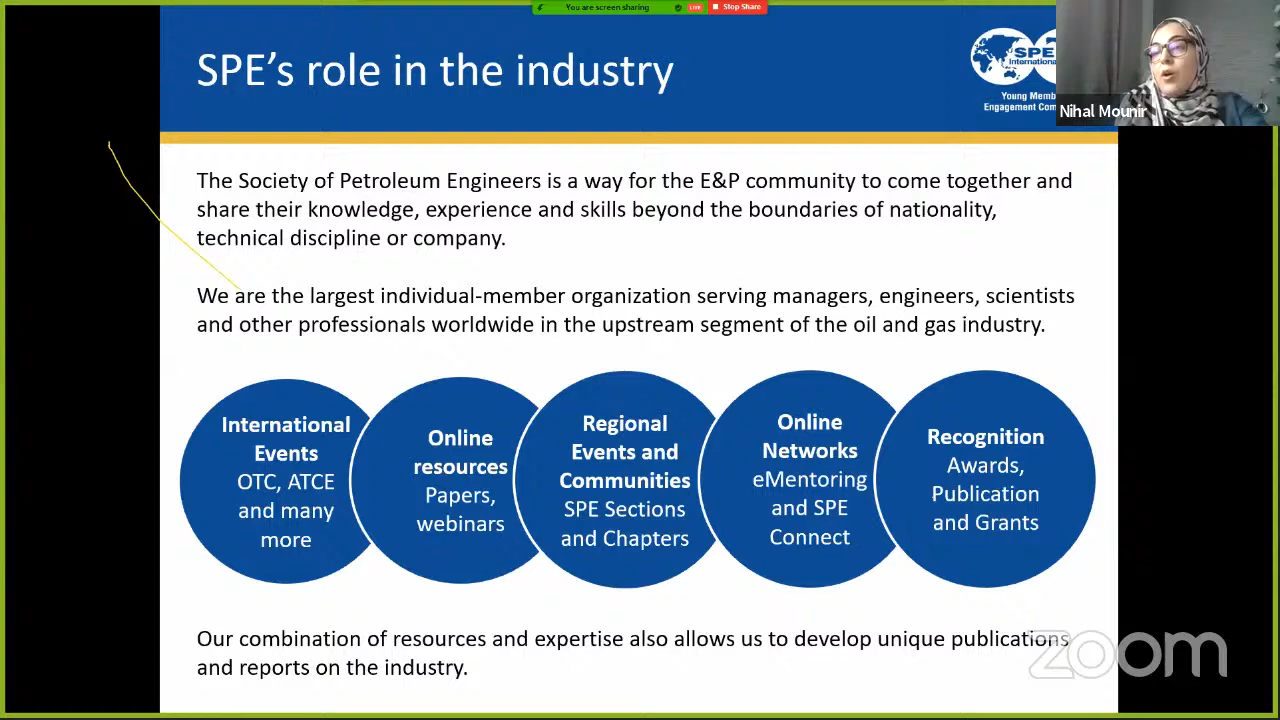 You are screen sharing
LIVE
Stop Share
SPE's role in the industry
SPE
International
Young Memb
Engagement Com
Nihal Mounir
The Society of Petroleum Engineers is a way for the E&P community to come together and
share their knowledge, experience and skills beyond the boundaries of nationality,
technical discipline or company.
We are the largest individual-member organization serving managers, engineers, scientists
and other professionals worldwide in the upstream segment of the oil and gas industry.
International
Events
OTC, ATCE
and many
more
Online
resources
Papers,
webinars
Regional
Events and
Communities
SPE Sections
and Chapters
Online
Networks
eMentoring
and SPE
Connect
Recognition
Awards,
Publication
and Grants
Our combination of resources and expertise also allows us to develop unique publications
and reports on the industry.
zoom